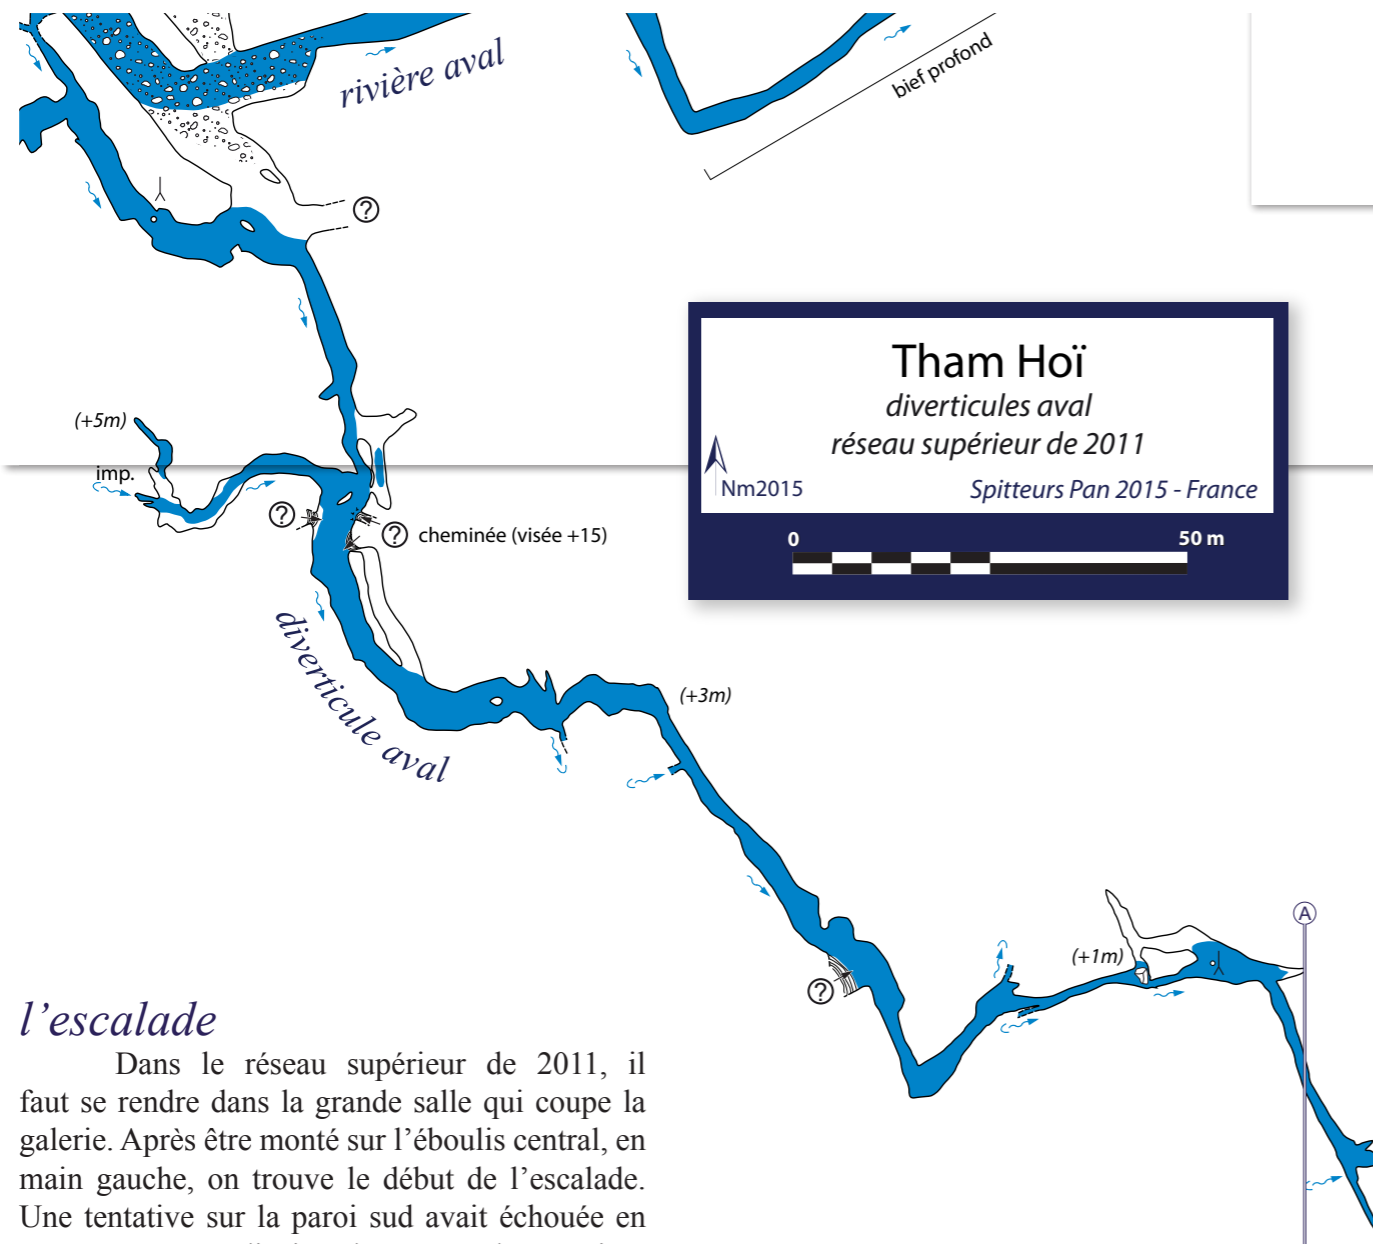 rivière aval
bief profond
?
Tham Hoï
diverticules aval
réseau supérieur de 2011
Nm2015
Spitteurs Pan 2015 - France
0
50 m
(+5m)
imp.
?
? cheminée (visée +15)
diverticule aval
(+3m)
A
(+1m)
?
l’escalade
Dans le réseau supérieur de 2011, il
faut se rendre dans la grande salle qui coupe la
galerie. Après être monté sur l’éboulis central, en
main gauche, on trouve le début de l’escalade.
Une tentative sur la paroi sud avait échouée en